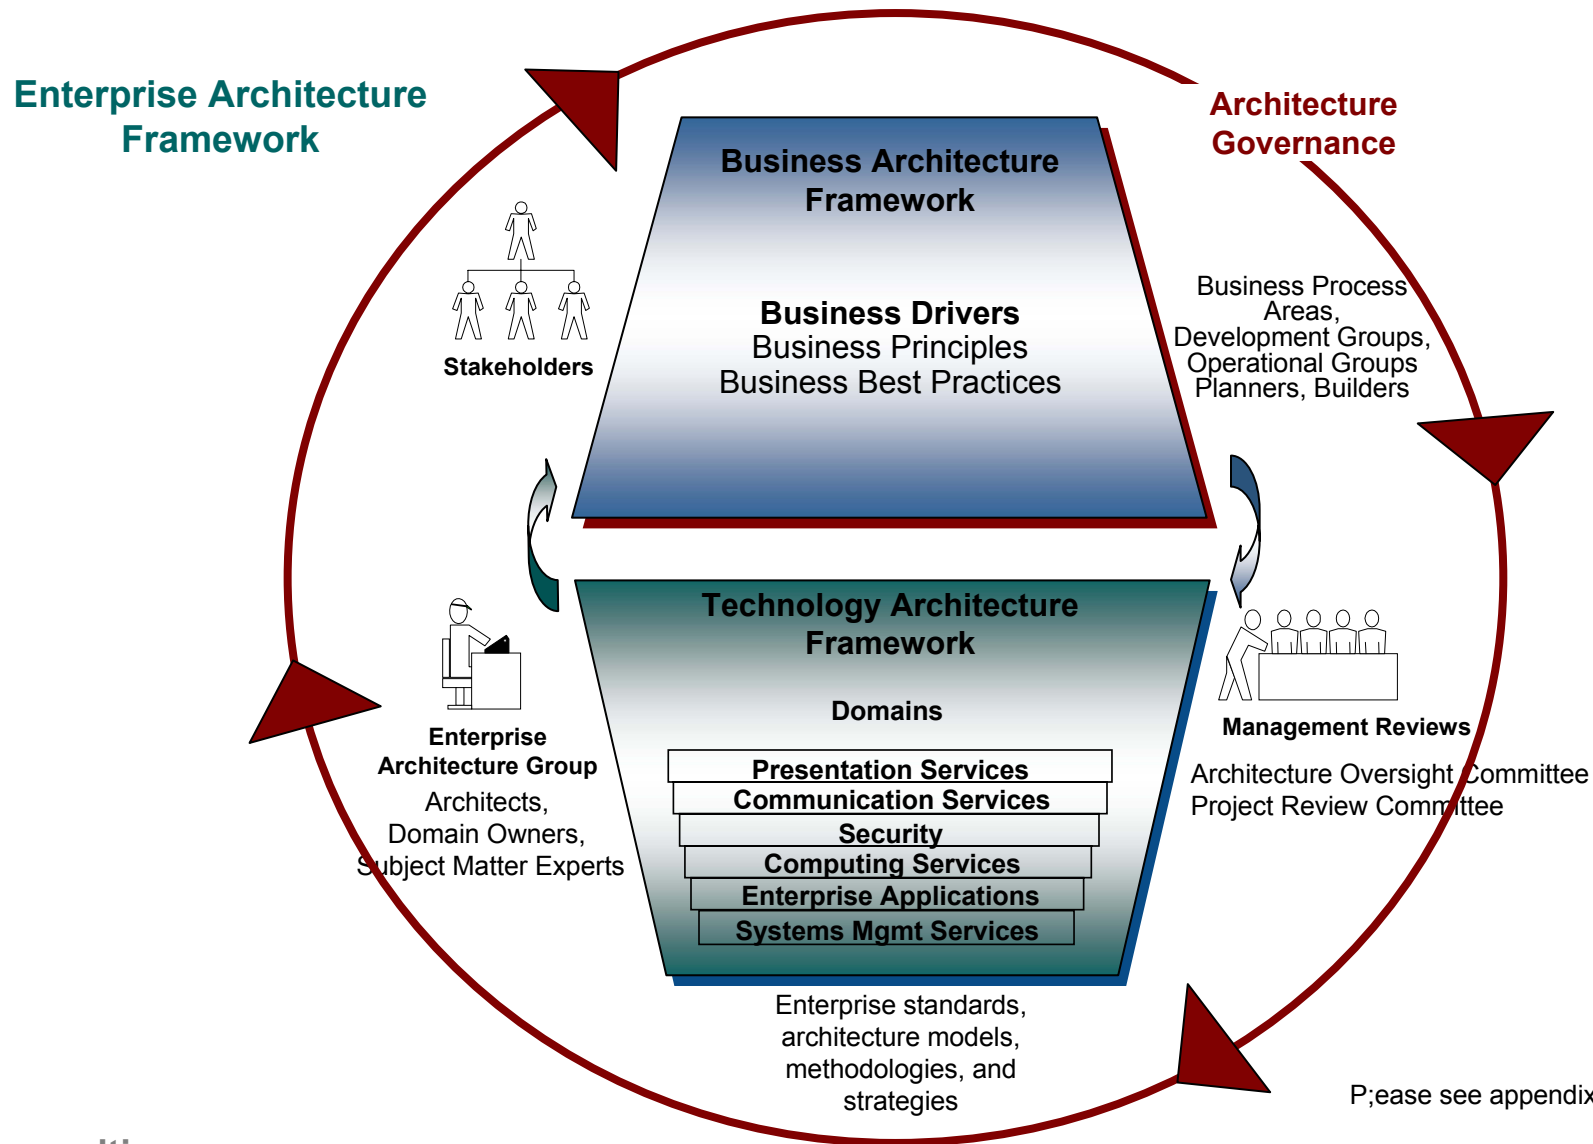 Enterprise Architecture
Framework
Architecture
Governance
Business Architecture
Framework
Business Drivers
Business Principles
Business Best Practices
Stakeholders
Business Process
Areas,
Development Groups,
Operational Groups
Planners, Builders
Technology Architecture
Framework
Domains
Presentation Services
Communication Services
Security
Computing Services
Enterprise Applications
Systems Mgmt Services
Enterprise
Architecture Group
Architects,
Domain Owners,
Subject Matter Experts
Management Reviews
Architecture Oversight Committee
Project Review Committee
Enterprise standards,
architecture models,
methodologies, and
strategies
P;ease see appendix